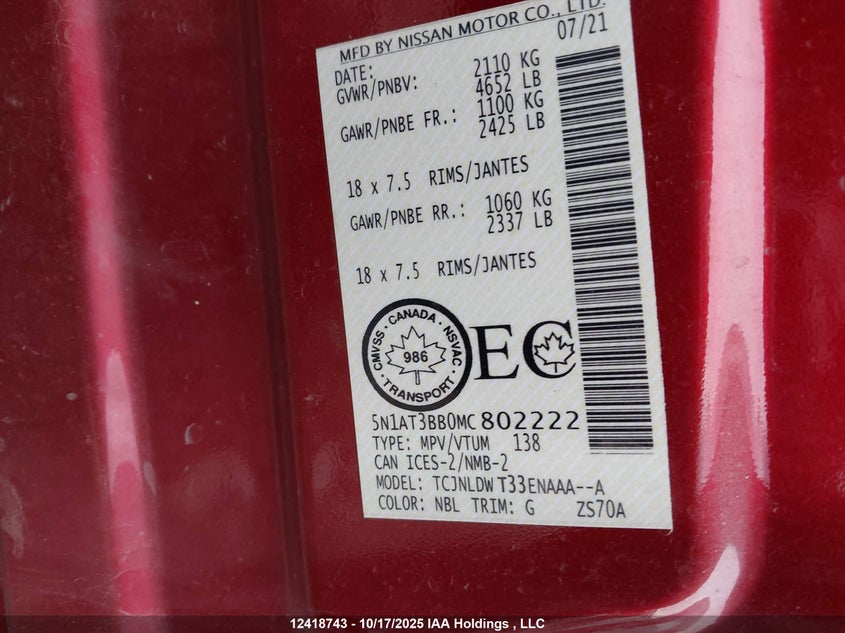 MFD BY NISSAN MOTOR CO., LTD.
DATE: 07/21
GVWR/PNBV: 2110 KG
4652 LB
GAWR/PNBE FR.: 1100 KG
2425 LB
18 x 7.5 RIMS/JANTES
GAWR/PNBE RR.: 1060 KG
2337 LB
18 x 7.5 RIMS/JANTES
CMVSS · CANADA · NSVAC
986
· TRANSPORT ·
EC
5N1AT3BB0MC802222
TYPE: MPV/VTUM 138
CAN ICES-2/NMB-2
MODEL: TCJNLDW T33ENAAA--A
COLOR: NBL TRIM: G ZS70A
12418743 - 10/17/2025 IAA Holdings , LLC